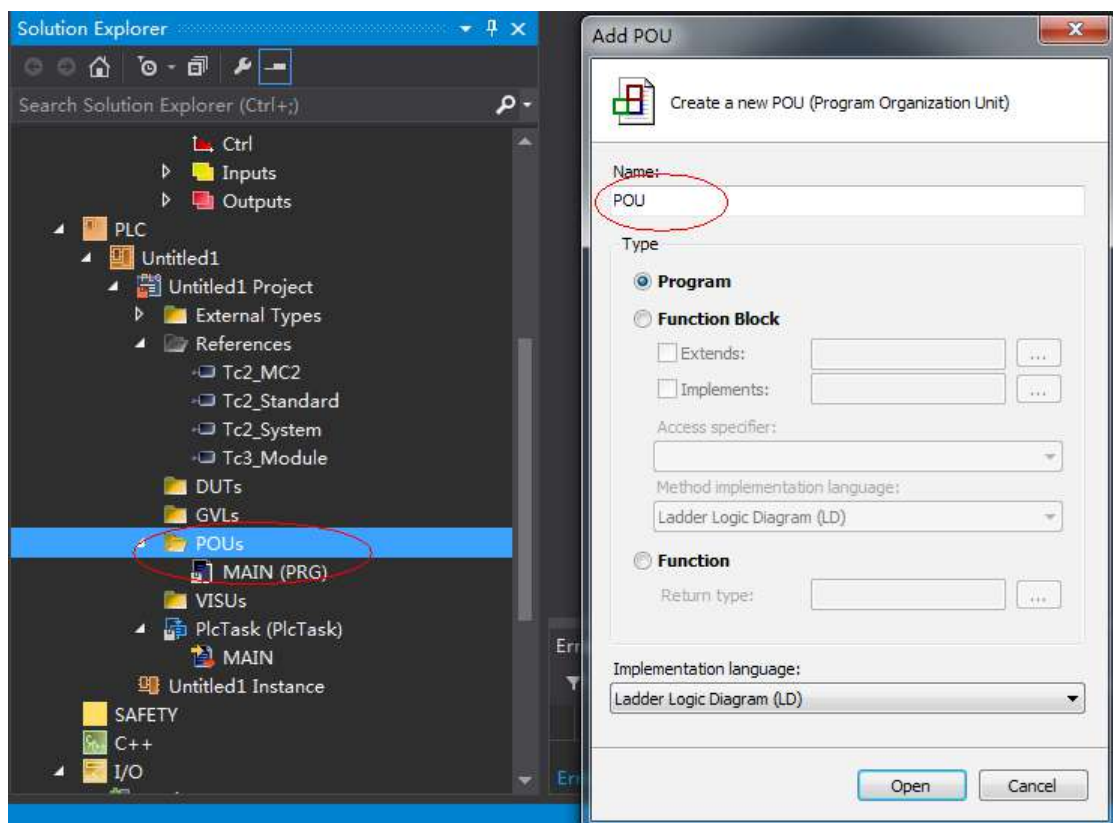 Solution Explorer
Search Solution Explorer (Ctrl+;)
Ctrl
Inputs
Outputs
PLC
Untitled1
Untitled1 Project
External Types
References
Tc2_MC2
Tc2_Standard
Tc2_System
Tc3_Module
DUTs
GVLs
POUs
MAIN (PRG)
VISUs
PlcTask (PlcTask)
MAIN
Untitled1 Instance
SAFETY
C++
I/O
Err
Add POU
Create a new POU (Program Organization Unit)
Name:
POU
Type
Program
Function Block
Extends:
...
Implements:
...
Access specifier:
Method implementation language:
Ladder Logic Diagram (LD)
Function
Return type:
...
Implementation language:
Ladder Logic Diagram (LD)
Open
Cancel